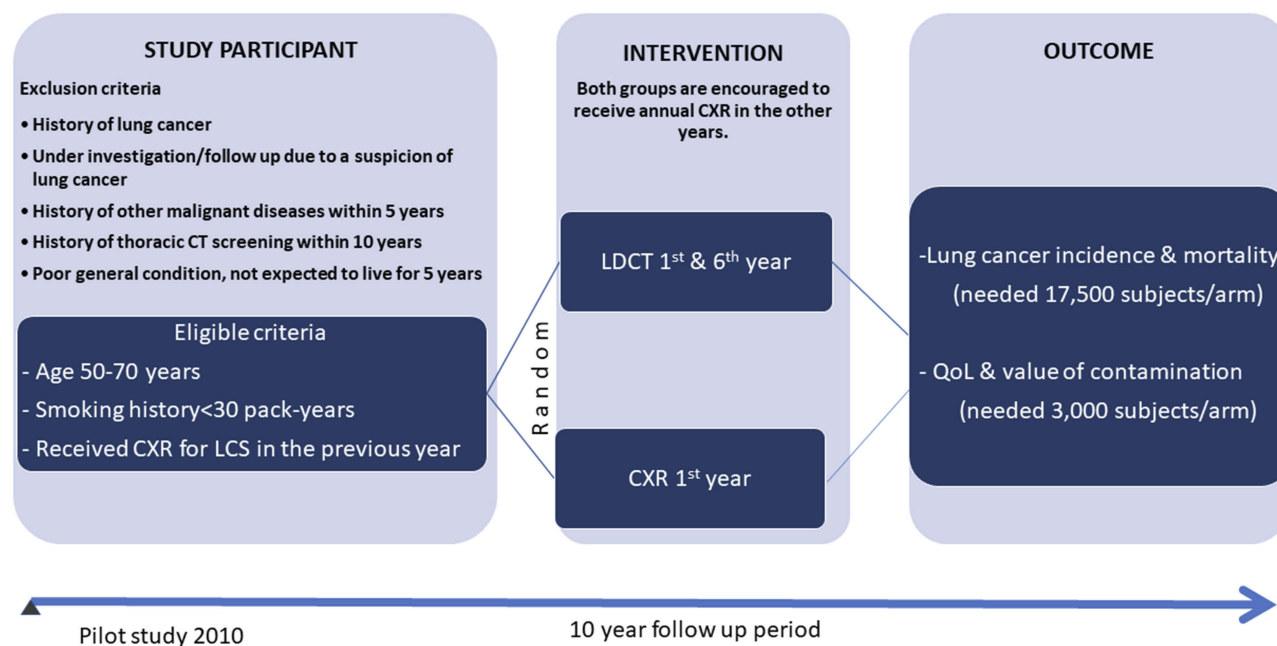 STUDY PARTICIPANT
Exclusion criteria
• History of lung cancer
• Under investigation/follow up due to a suspicion of
lung cancer
• History of other malignant diseases within 5 years
• History of thoracic CT screening within 10 years
• Poor general condition, not expected to live for 5 years
Eligible criteria
- Age 50-70 years
- Smoking history<30 pack-years
- Received CXR for LCS in the previous year
Random
INTERVENTION
Both groups are encouraged to
receive annual CXR in the other
years.
LDCT 1st & 6th year
CXR 1st year
OUTCOME
-Lung cancer incidence & mortality
(needed 17,500 subjects/arm)
- QoL & value of contamination
(needed 3,000 subjects/arm)
Pilot study 2010
10 year follow up period